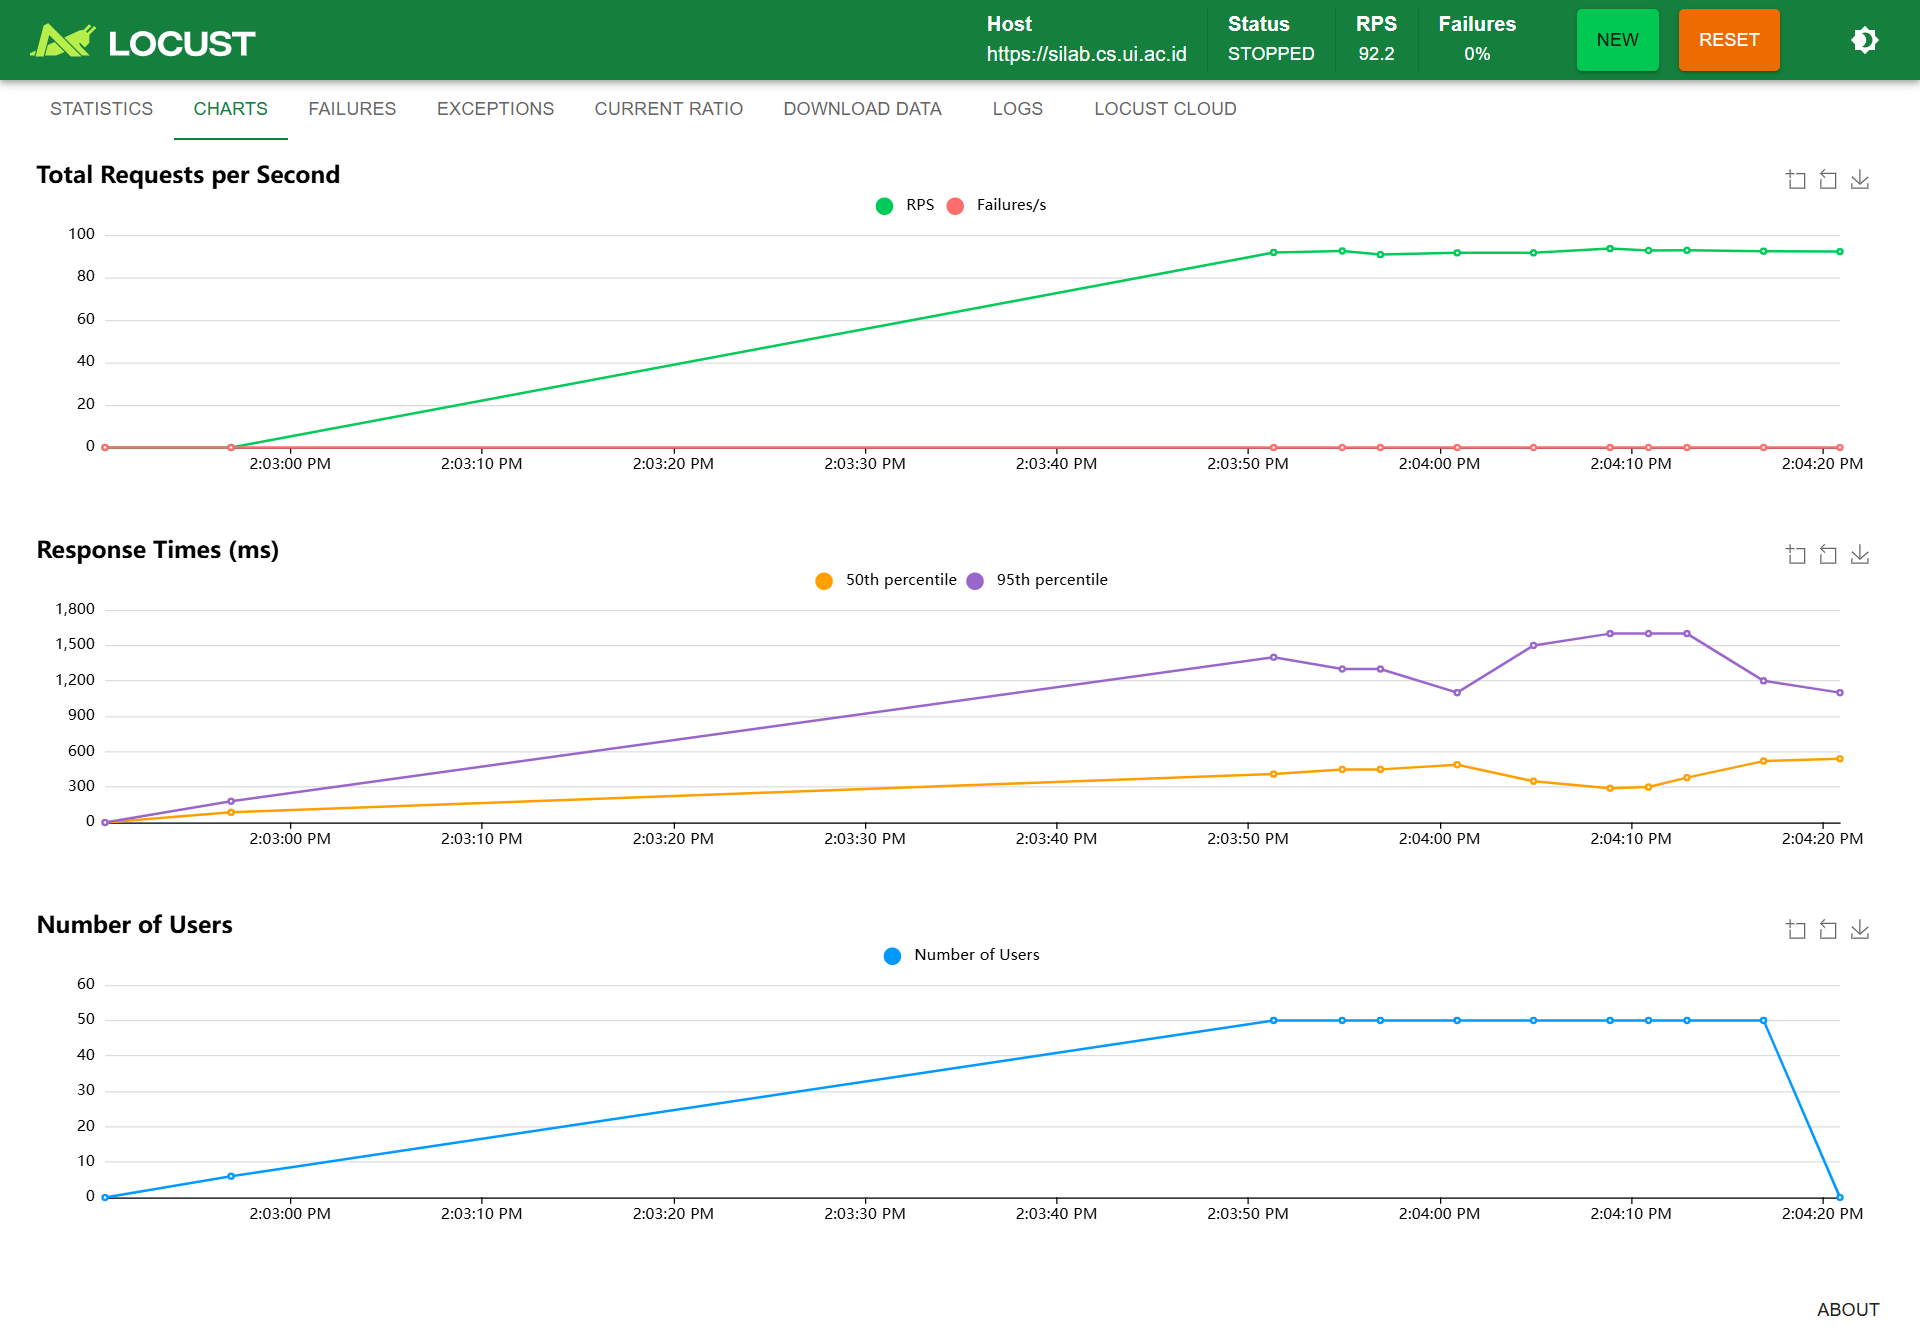 LOCUST
Host
https://silab.cs.ui.ac.id
Status
STOPPED
RPS
92.2
Failures
0%
NEW
RESET
STATISTICS CHARTS FAILURES EXCEPTIONS CURRENT RATIO DOWNLOAD DATA LOGS LOCUST CLOUD
Total Requests per Second
RPS Failures/s
100
80
60
40
20
0
2:03:00 PM 2:03:10 PM 2:03:20 PM 2:03:30 PM 2:03:40 PM 2:03:50 PM 2:04:00 PM 2:04:10 PM 2:04:20 PM
Response Times (ms)
50th percentile 95th percentile
1,800
1,500
1,200
900
600
300
0
2:03:00 PM 2:03:10 PM 2:03:20 PM 2:03:30 PM 2:03:40 PM 2:03:50 PM 2:04:00 PM 2:04:10 PM 2:04:20 PM
Number of Users
Number of Users
60
50
40
30
20
10
0
2:03:00 PM 2:03:10 PM 2:03:20 PM 2:03:30 PM 2:03:40 PM 2:03:50 PM 2:04:00 PM 2:04:10 PM 2:04:20 PM
ABOUT